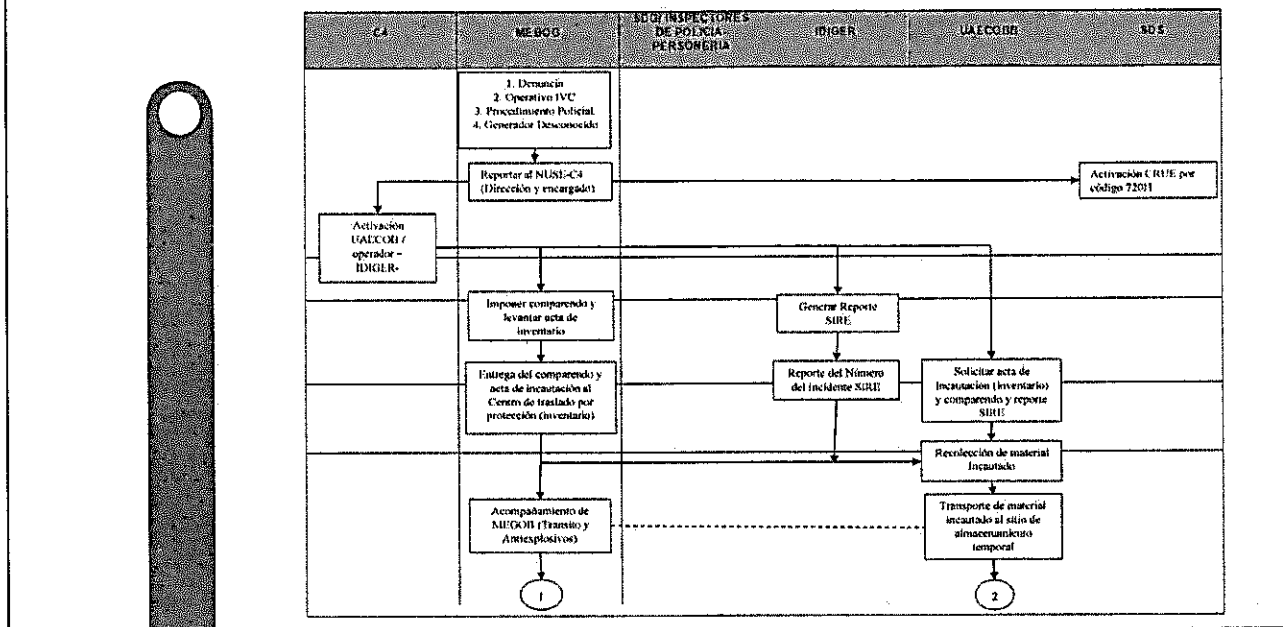 C4
MEBOG
SDG/ INSPECTORES
DE POLICIA-
PERSONERIA
IDIGER
UAECOBB
SDS
1. Denuncia
2. Operativo IVC
3. Procedimiento Policial.
4. Generador Desconocido
Reportar al NUSE-C4
(Dirección y encargado)
Activación CRUE por
código 720H
Activación
UAECOB /
operador –
IDIGER-
Imponer comparendo y
levantar acta de
inventario
Generar Reporte
SIRE
Entrega del comparendo y
acta de incautación al
Centro de traslado por
protección (inventario)
Reporte del Número
del Incidente SIRE
Solicitar acta de
Incautación (Inventario)
y comparendo y reporte
SIRE
Recolección de material
Incautado
Acompañamiento de
MEGOB (Transito y
Antiexplosivos)
Transporte de material
incautado al sitio de
almacenamiento
temporal
1
2